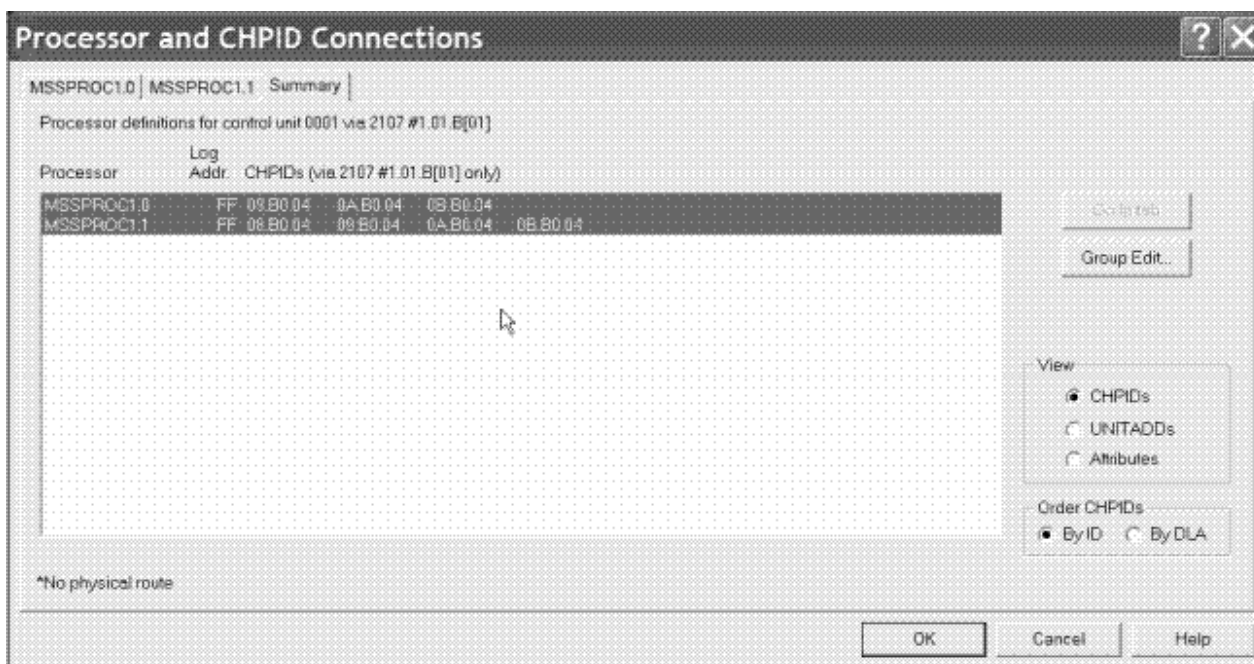 Processor and CHPID Connections
MSSPROC1.0 MSSPROC1.1 Summary
Processor definitions for control unit 0001 via 2107 #1.01.B[01]
Log
Processor Addr. CHPIDs (via 2107 #1.01.B[01] only)
MSSPROC1.0 FF 09.B0.04 0A.B0.04 0B.B0.04
MSSPROC1.1 FF 08.B0.04 09.B0.04 0A.B0.04 0B.B0.04
Go to tab
Group Edit...
View
CHPIDs
UNITADDs
Attributes
Order CHPIDs
By ID By DLA
^No physical route
OK Cancel Help